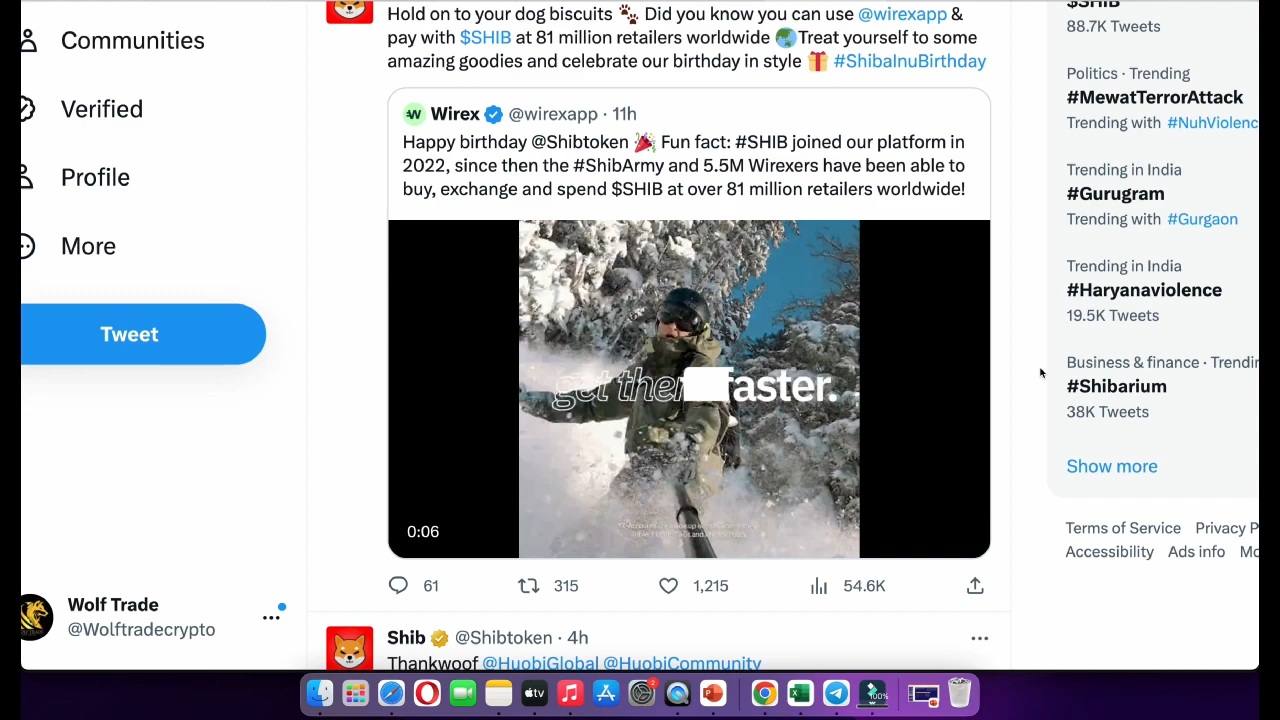 Communities
Verified
Profile
More
Tweet
Wolf Trade
@Wolftradecrypto
Hold on to your dog biscuits 🐾 Did you know you can use @wirexapp &
pay with $SHIB at 81 million retailers worldwide 🌏Treat yourself to some
amazing goodies and celebrate our birthday in style 🎁 #ShibaInuBirthday
Wirex @wirexapp · 11h
Happy birthday @Shibtoken 🎉 Fun fact: #SHIB joined our platform in
2022, since then the #ShibArmy and 5.5M Wirexers have been able to
buy, exchange and spend $SHIB at over 81 million retailers worldwide!
get ther faster.
0:06
61 315 1,215 54.6K
Shib @Shibtoken · 4h
Thankwoof @HuobiGlobal @HuobiCommunity
$SHIB
88.7K Tweets
Politics · Trending
#MewatTerrorAttack
Trending with #NuhViolenc
Trending in India
#Gurugram
Trending with #Gurgaon
Trending in India
#Haryanaviolence
19.5K Tweets
Business & finance · Trendin
#Shibarium
38K Tweets
Show more
Terms of Service Privacy P
Accessibility Ads info Mo
tv
2
100%